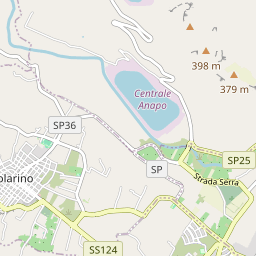 398 m
Centrale
Anapo
379 m
SP36
SP25
SP
Strada Serra
olarino
SS124